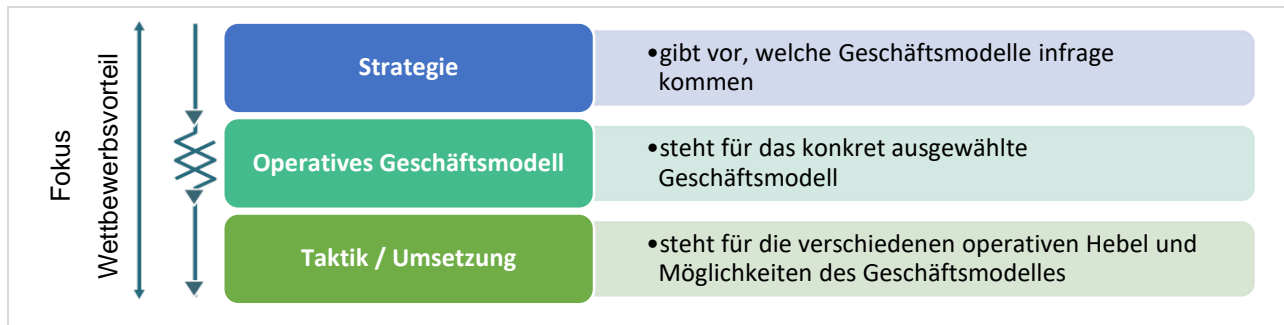 Fokus
Wettbewerbsvorteil
Strategie
•gibt vor, welche Geschäftsmodelle infrage
kommen
Operatives Geschäftsmodell
•steht für das konkret ausgewählte
Geschäftsmodell
Taktik / Umsetzung
•steht für die verschiedenen operativen Hebel und
Möglichkeiten des Geschäftsmodelles